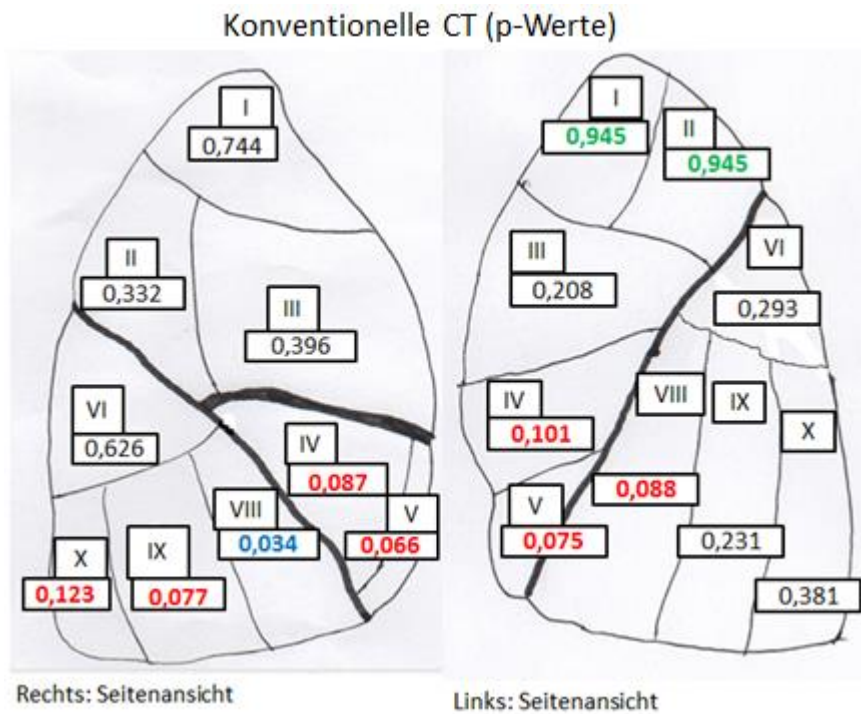 Konventionelle CT (p-Werte)
I
0,744
II
0,332
III
0,396
VI
0,626
IV
0,087
V
0,066
VIII
0,034
IX
0,077
X
0,123
Rechts: Seitenansicht
I
0,945
II
0,945
III
0,208
VI
0,293
IV
0,101
VIII
0,088
IX
0,231
X
0,381
V
0,075
Links: Seitenansicht